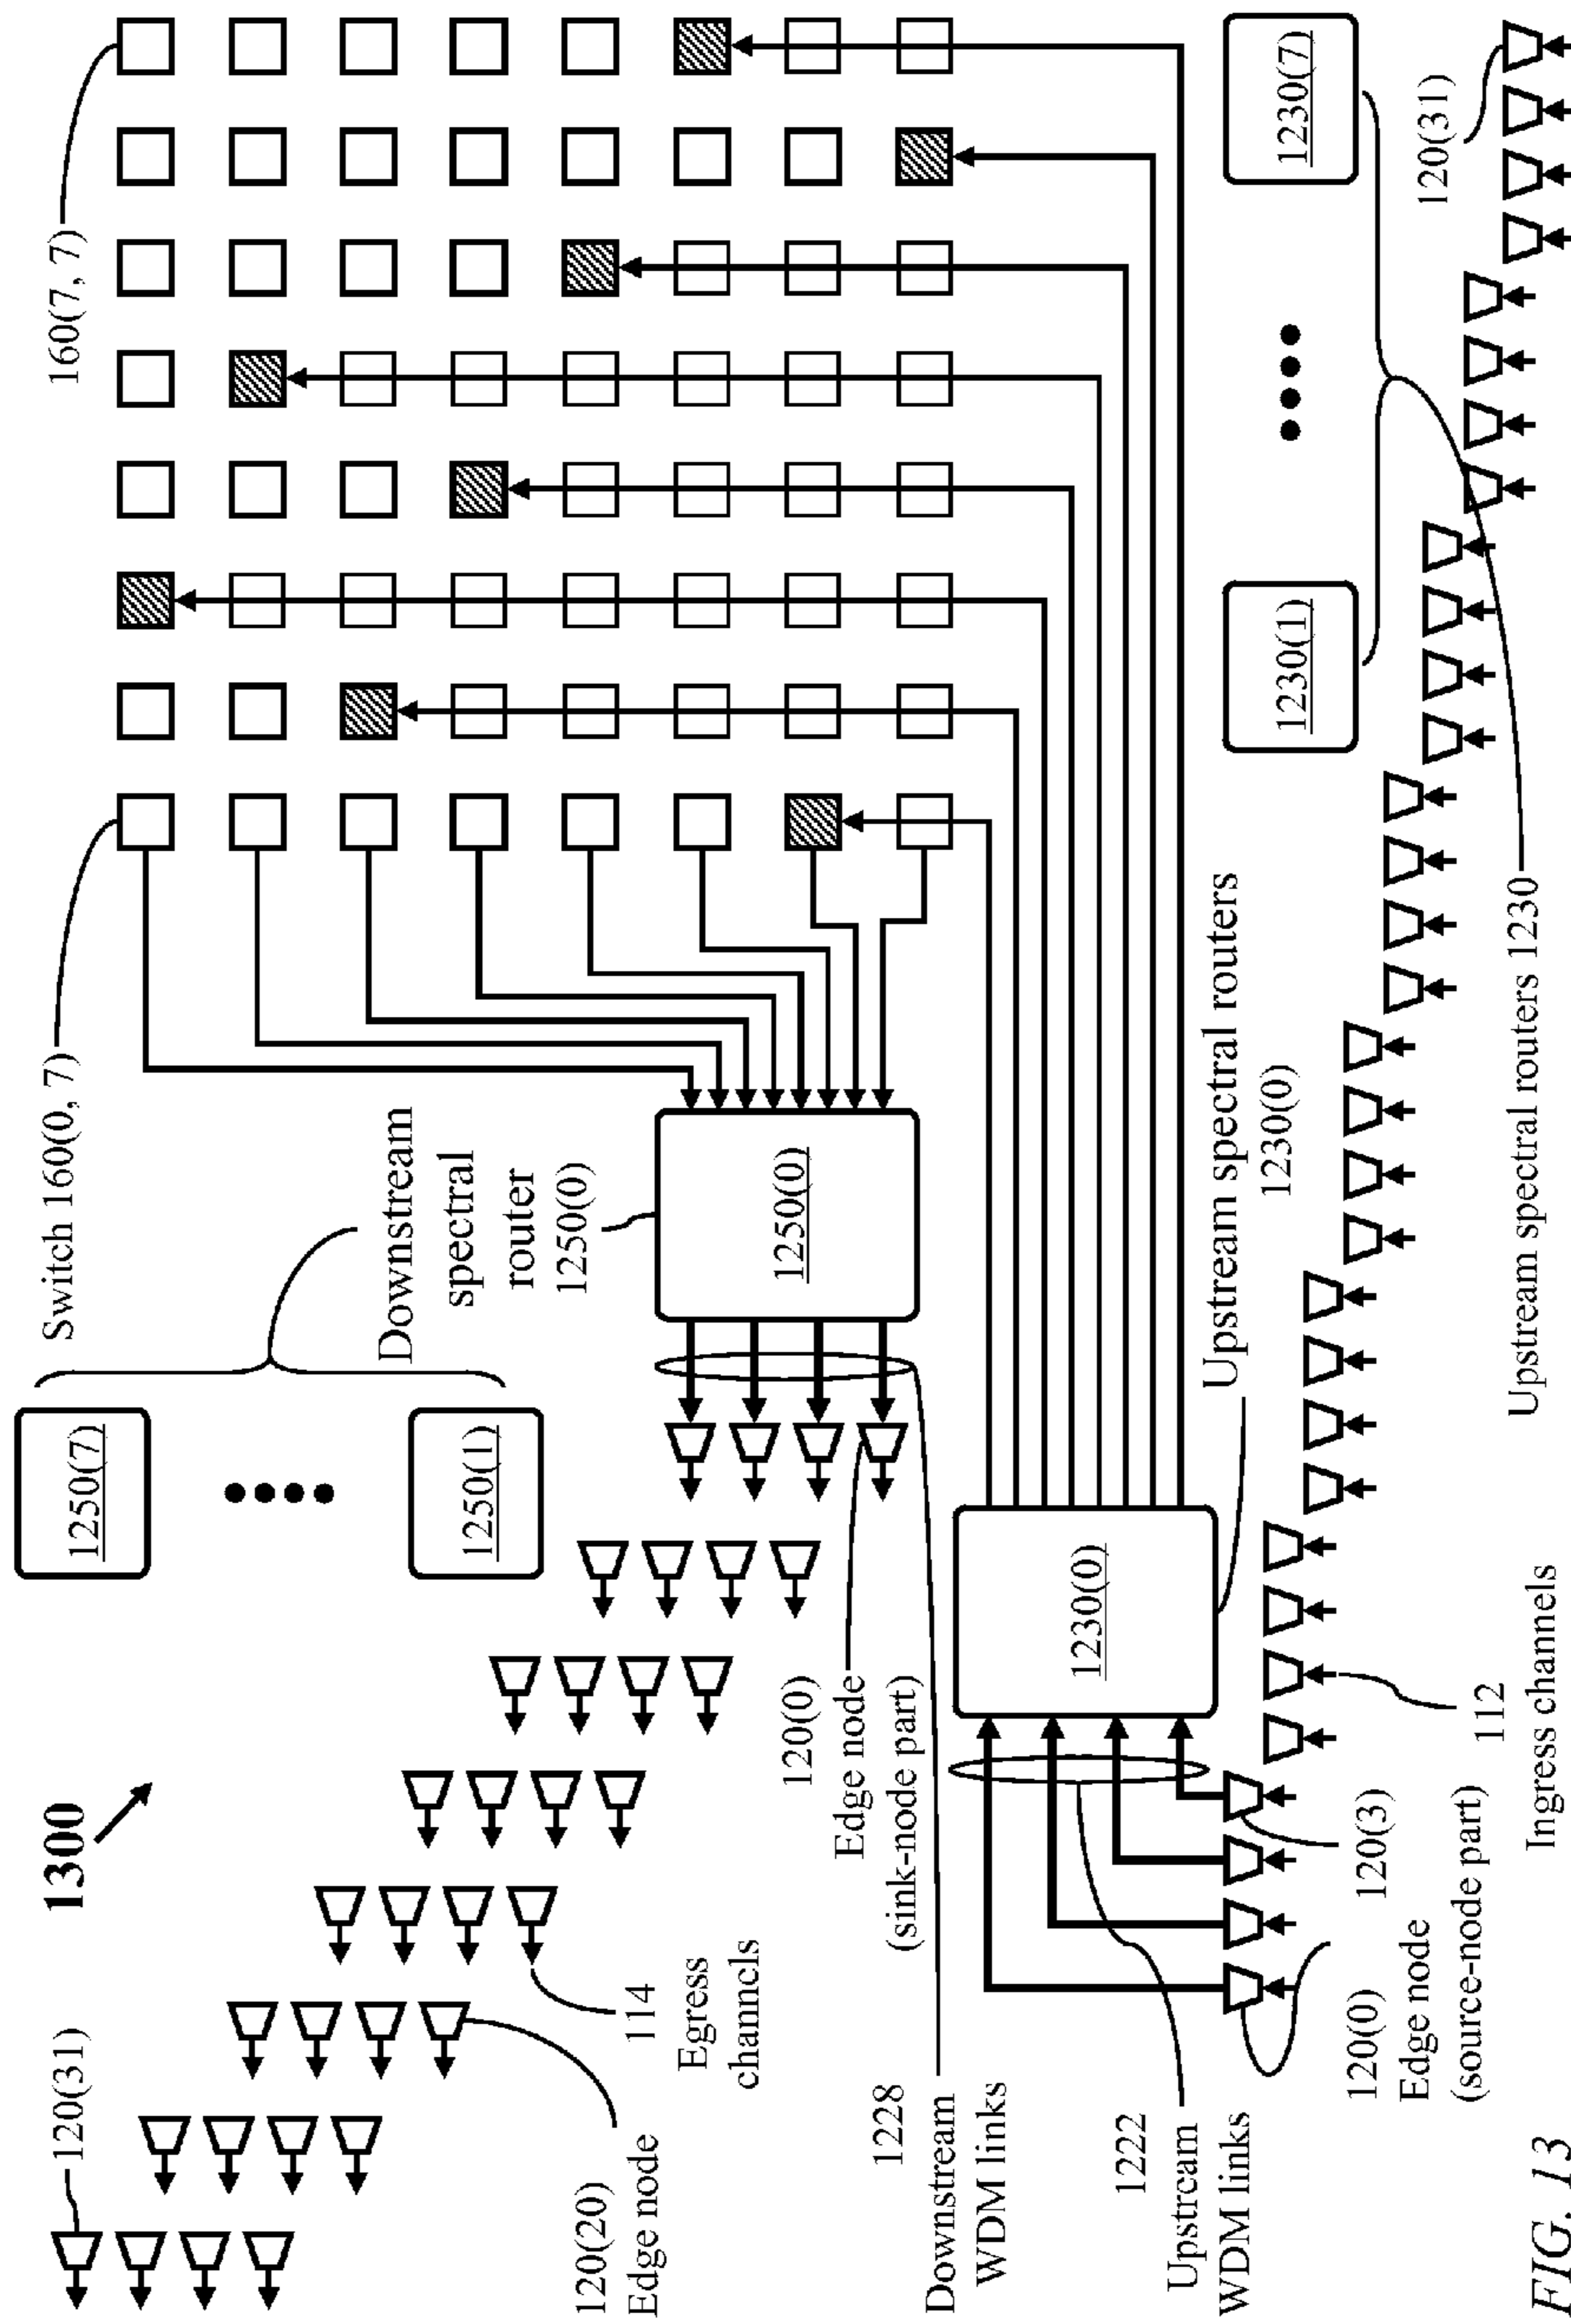 1300
120(31)
120(20)
Edge node
114
Egress
channels
1250(7)
1250(1)
Downstream
spectral
router
1250(0)
1250(0)
Switch 160(0, 7)
160(7, 7)
120(0)
Edge node
(sink-node part)
1228
Downstream
WDM links
1222
Upstream
WDM links
1230(0)
Upstream spectral routers
1230(0)
1230(1)
1230(7)
120(31)
120(0)
Edge node
(source-node part)
120(3)
112
Ingress channels
Upstream spectral routers 1230
FIG. 13